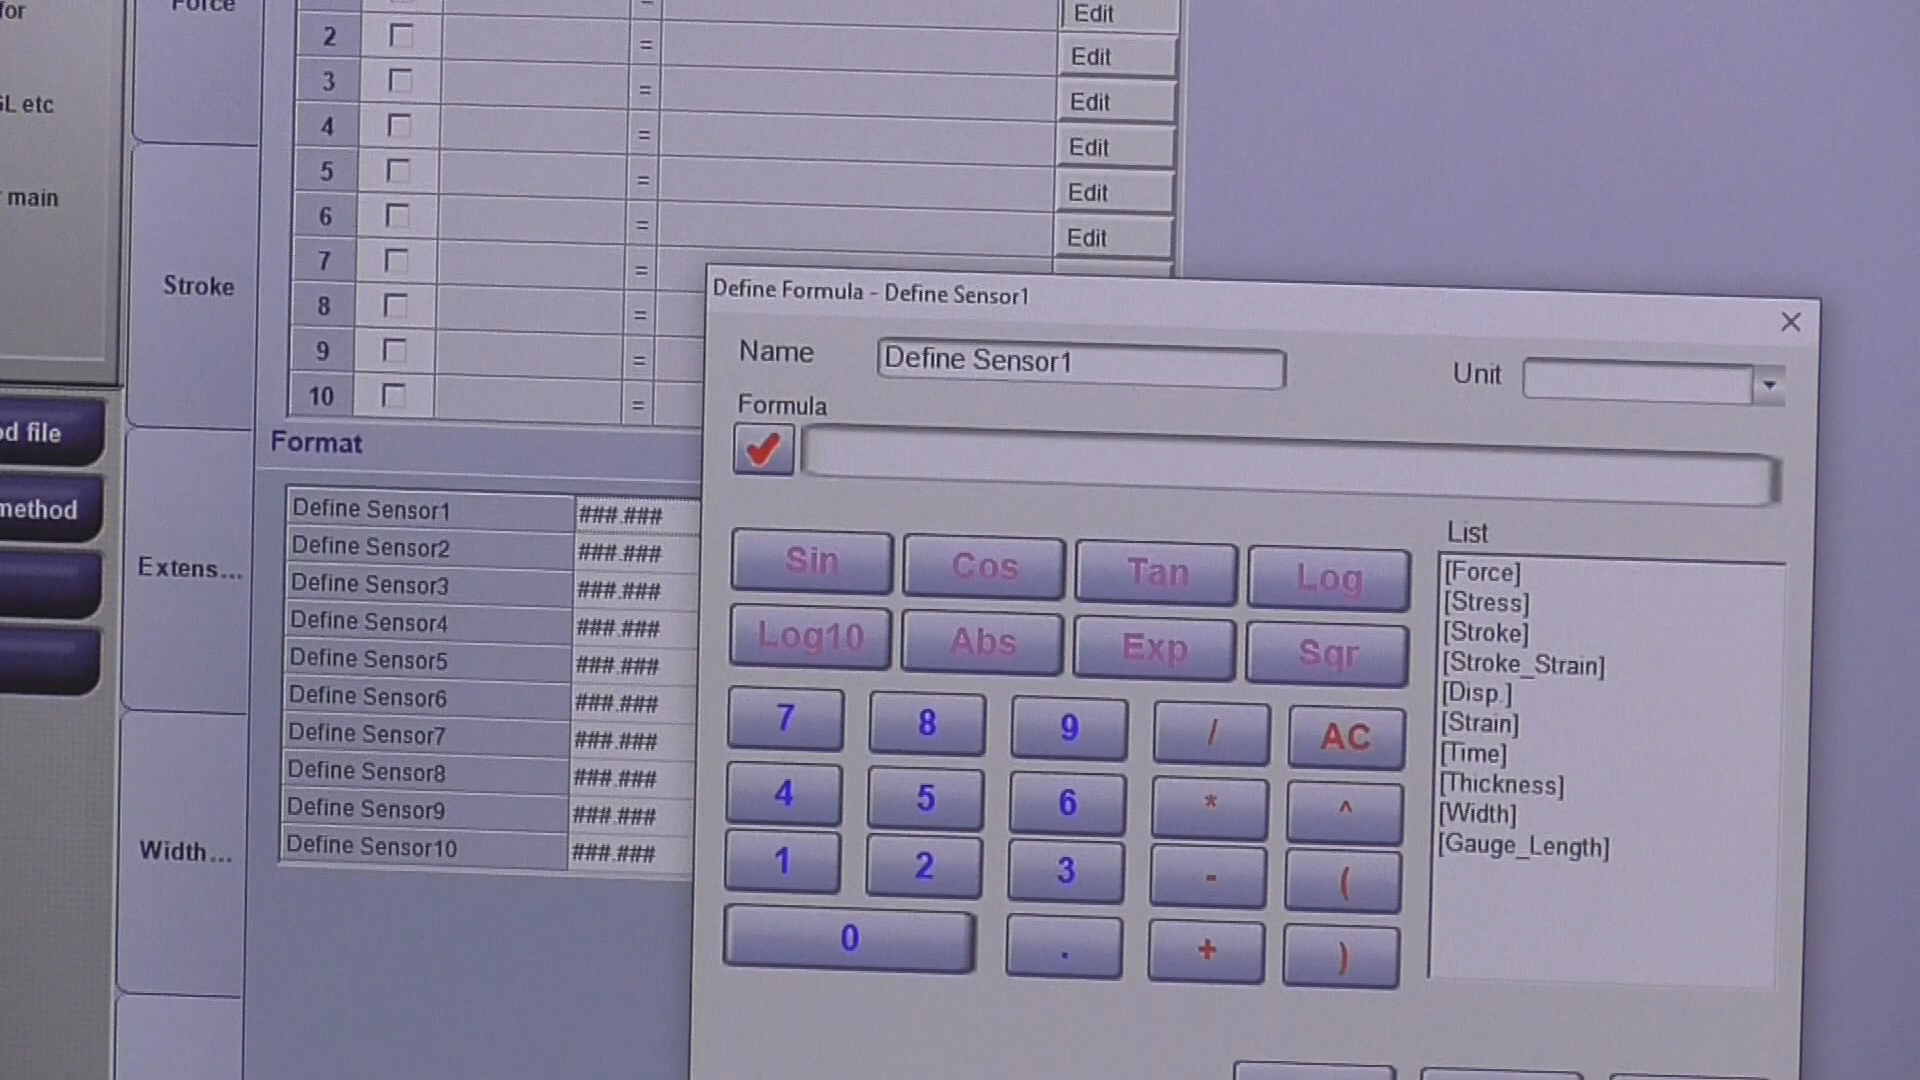 for
GL etc
main
od file
method
Force
Stroke
Extens...
Width...
= Edit
2 = Edit
3 = Edit
4 = Edit
5 = Edit
6 = Edit
7 =
8 =
9 =
10 =
Format
Define Sensor1 ###.###
Define Sensor2 ###.###
Define Sensor3 ###.###
Define Sensor4 ###.###
Define Sensor5 ###.###
Define Sensor6 ###.###
Define Sensor7 ###.###
Define Sensor8 ###.###
Define Sensor9 ###.###
Define Sensor10 ###.###
Define Formula - Define Sensor1
Name Define Sensor1 Unit
Formula
Sin Cos Tan Log
Log10 Abs Exp Sqr
7 8 9 / AC
4 5 6 * ^
1 2 3 - (
0 . + )
List
[Force]
[Stress]
[Stroke]
[Stroke_Strain]
[Disp.]
[Strain]
[Time]
[Thickness]
[Width]
[Gauge_Length]